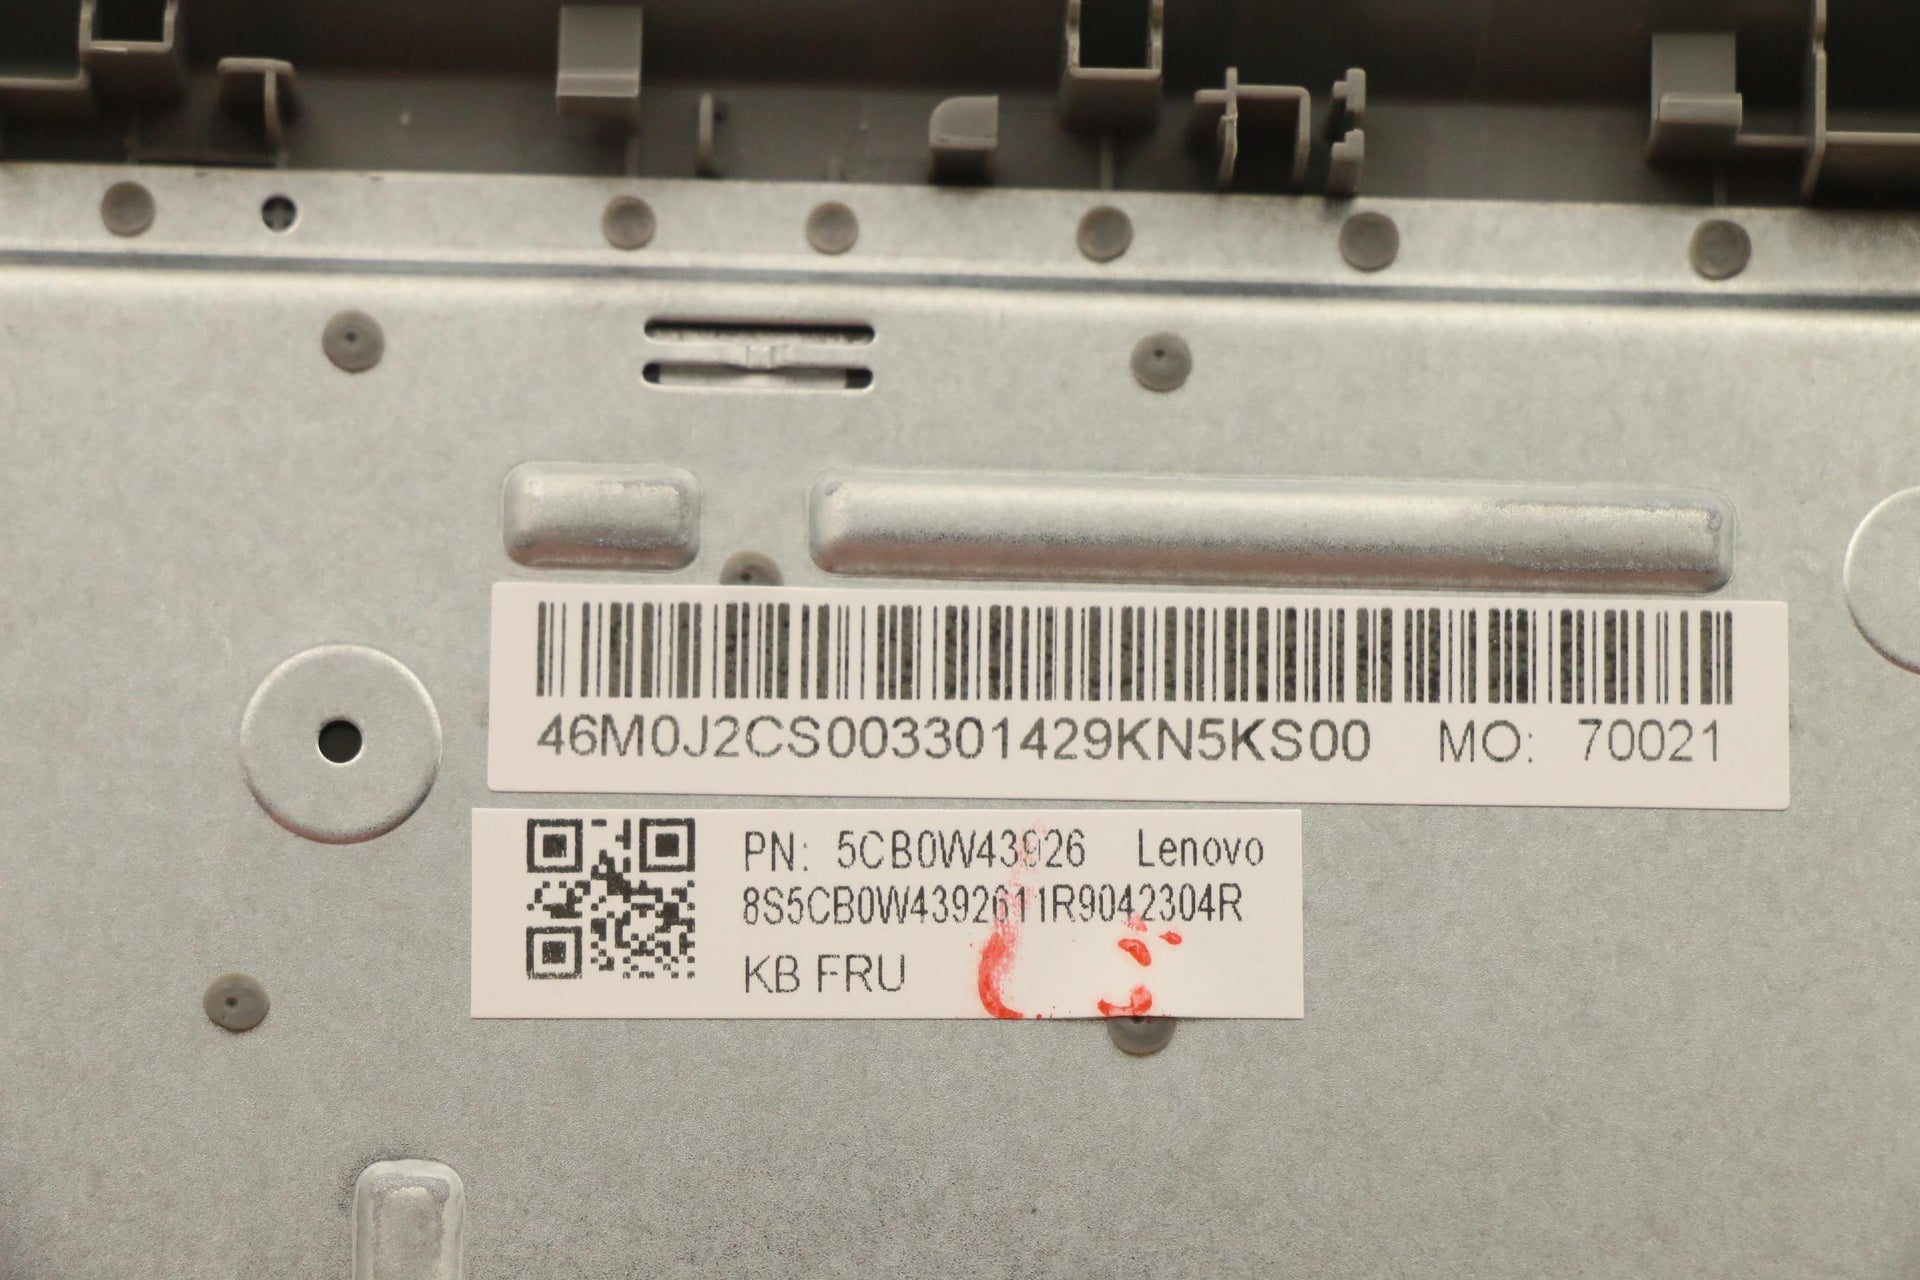 46M0J2CS003301429KN5KS00 MO: 70021
PN: 5CB0W43926 Lenovo
8S5CB0W4392611R9042304R
KB FRU